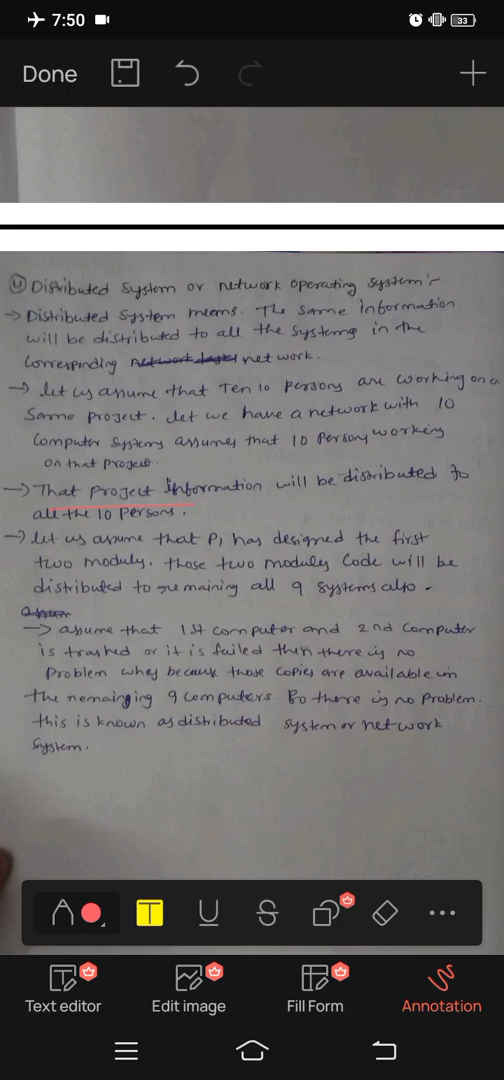 7:50
33
Done
④ Distributed System or network operating system:-
→ Distributed System means. The same information
will be distributed to all the systems in the
Corresponding network.
→ let us assume that Ten 10 persons are working on a
Same project. let we have a network with 10
Computer Systems assumes that 10 persons working
on that project.
→ That project information will be distributed to
all the 10 persons.
→ let us assume that P1 has designed the first
two modules. those two modules Code will be
distributed to remaining all 9 systems also.
→ assume that 1st computer and 2nd Computer
is trashed or it is failed then there is no
problem whey because those copies are available in
the remainging 9 computers. So there is no problem.
this is known as distributed system or network
System.
T
U
S
Text editor
Edit image
Fill Form
Annotation